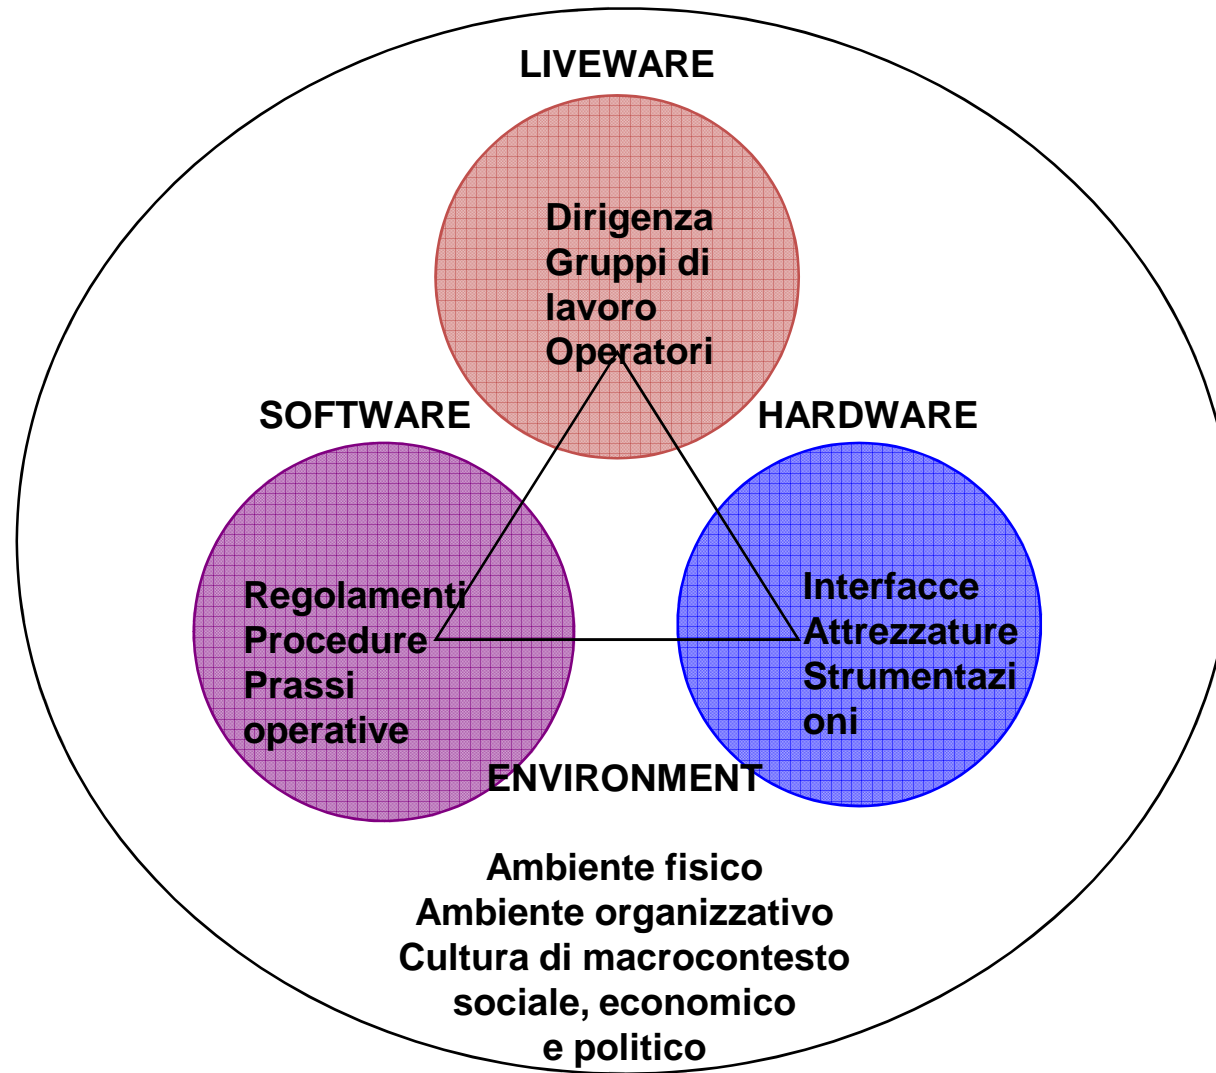 LIVEWARE
Dirigenza
Gruppi di
lavoro
Operatori
SOFTWARE
HARDWARE
Regolamenti
Procedure
Prassi
operative
Interfacce
Attrezzature
Strumentazi
oni
ENVIRONMENT
Ambiente fisico
Ambiente organizzativo
Cultura di macrocontesto
sociale, economico
e politico